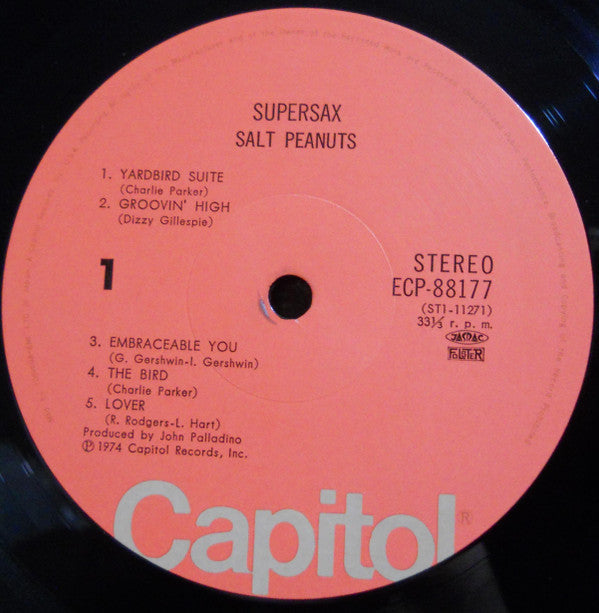 SUPERSAX
SALT PEANUTS
1. YARDBIRD SUITE
(Charlie Parker)
2. GROOVIN' HIGH
(Dizzy Gillespie)
1
STEREO
ECP-88177
(ST1-11271)
33⅓ r. p. m.
JASRAC
3. EMBRACEABLE YOU
(G. Gershwin-I. Gershwin)
4. THE BIRD
(Charlie Parker)
5. LOVER
(R. Rodgers-L. Hart)
Produced by John Palladino
℗ 1974 Capitol Records, Inc.
Capitol®